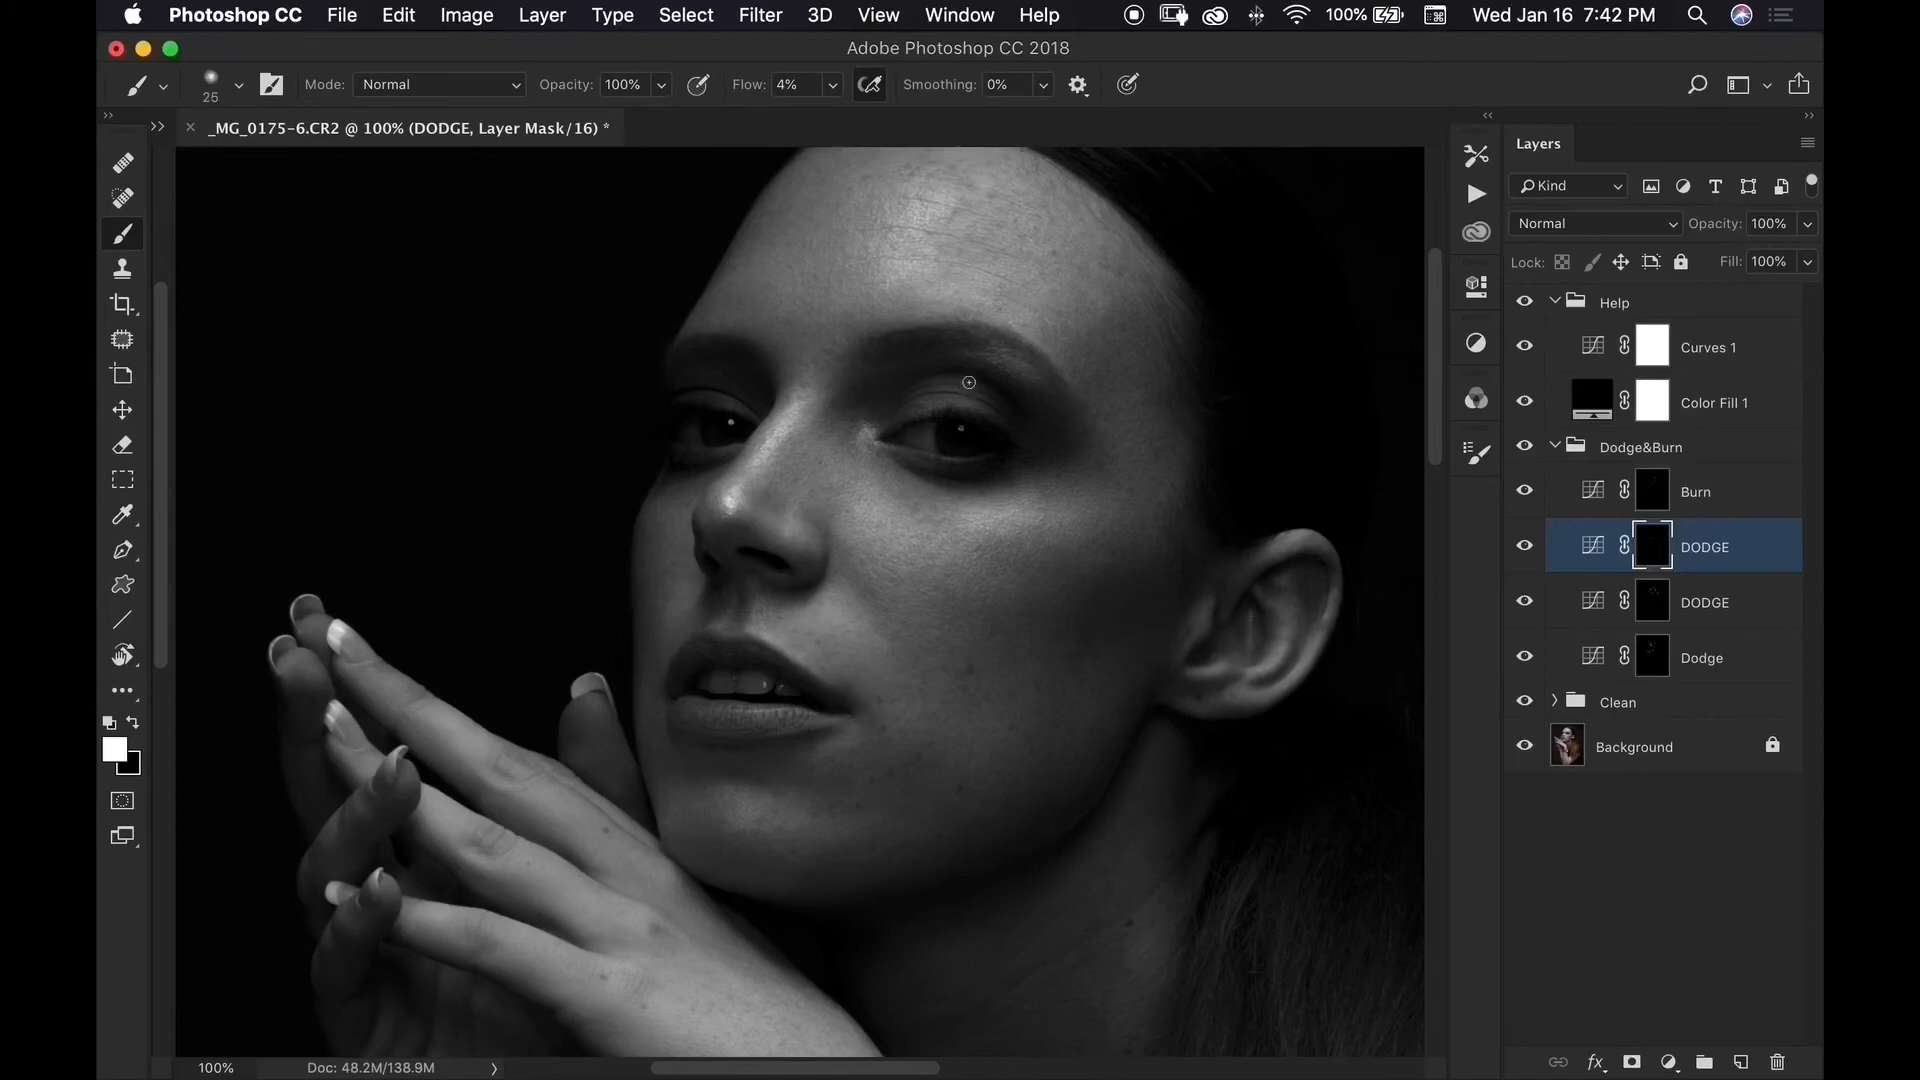 Photoshop CC File Edit Image Layer Type Select Filter 3D View Window Help 100% Wed Jan 16 7:42 PM
Adobe Photoshop CC 2018
25 Mode: Normal Opacity: 100% Flow: 4% Smoothing: 0%
_MG_0175-6.CR2 @ 100% (DODGE, Layer Mask/16) *
Layers
Kind
Normal Opacity: 100%
Lock: Fill: 100%
Help
Curves 1
Color Fill 1
Dodge&Burn
Burn
DODGE
DODGE
Dodge
Clean
Background
100% Doc: 48.2M/138.9M
fx